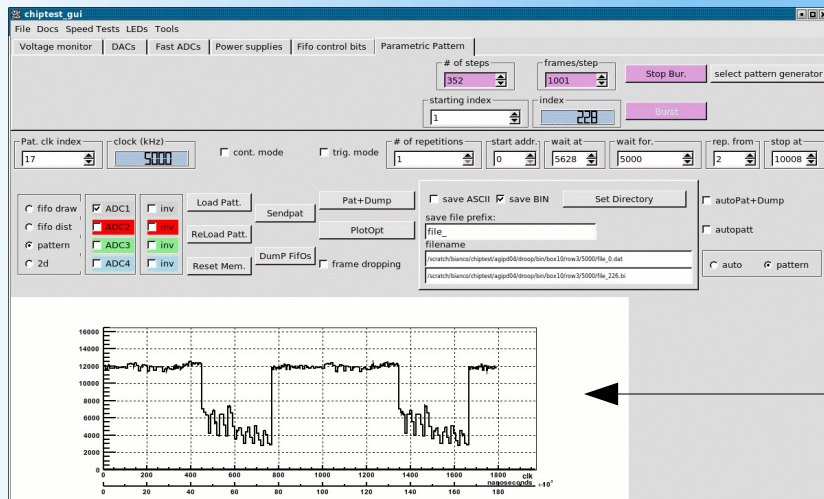 chiptest_gui
File Docs Speed Tests LEDs Tools
Voltage monitor DACs Fast ADCs Power supplies Fifo control bits Parametric Pattern
# of steps frames/step
352 1001 Stop Bur. select pattern generator
starting index index
1 228 Burst
Pat. clk index clock (kHz) # of repetitions start addr. wait at wait for. rep. from stop at
17 5000 cont. mode trig. mode 1 0 5628 5000 2 10008
fifo draw ADC1 inv Load Patt. Pat+Dump save ASCII save BIN Set Directory autoPat+Dump
fifo dist ADC2 inv Sendpat save file prefix:
pattern ADC3 inv ReLoad Patt. PlotOpt file_ autopatt
filename
2d ADC4 inv Reset Mem. DumP FifOs frame dropping /scratch/bianco/chiptest/agipd04/droop/bin/box10/row3/5000/file_0.dat auto pattern
/scratch/bianco/chiptest/agipd04/droop/bin/box10/row3/5000/file_226.bi
16000
14000
12000
10000
8000
6000
4000
2000
0
0 200 400 600 800 1000 1200 1400 1600 1800 clk
nanoseconds
0 20 40 60 80 100 120 140 160 180